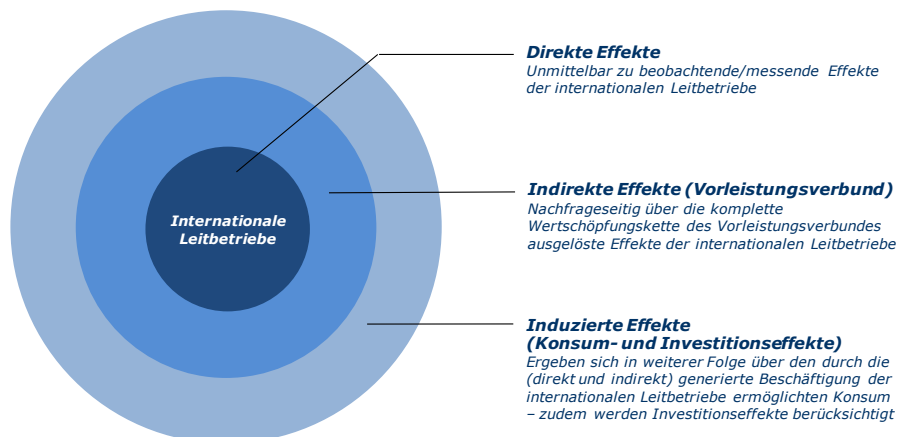 Internationale
Leitbetriebe
Direkte Effekte
Unmittelbar zu beobachtende/messende Effekte
der internationalen Leitbetriebe
Indirekte Effekte (Vorleistungsverbund)
Nachfrageseitig über die komplette
Wertschöpfungskette des Vorleistungsverbundes
ausgelöste Effekte der internationalen Leitbetriebe
Induzierte Effekte
(Konsum- und Investitionseffekte)
Ergeben sich in weiterer Folge über den durch die
(direkt und indirekt) generierte Beschäftigung der
internationalen Leitbetriebe ermöglichten Konsum
– zudem werden Investitionseffekte berücksichtigt